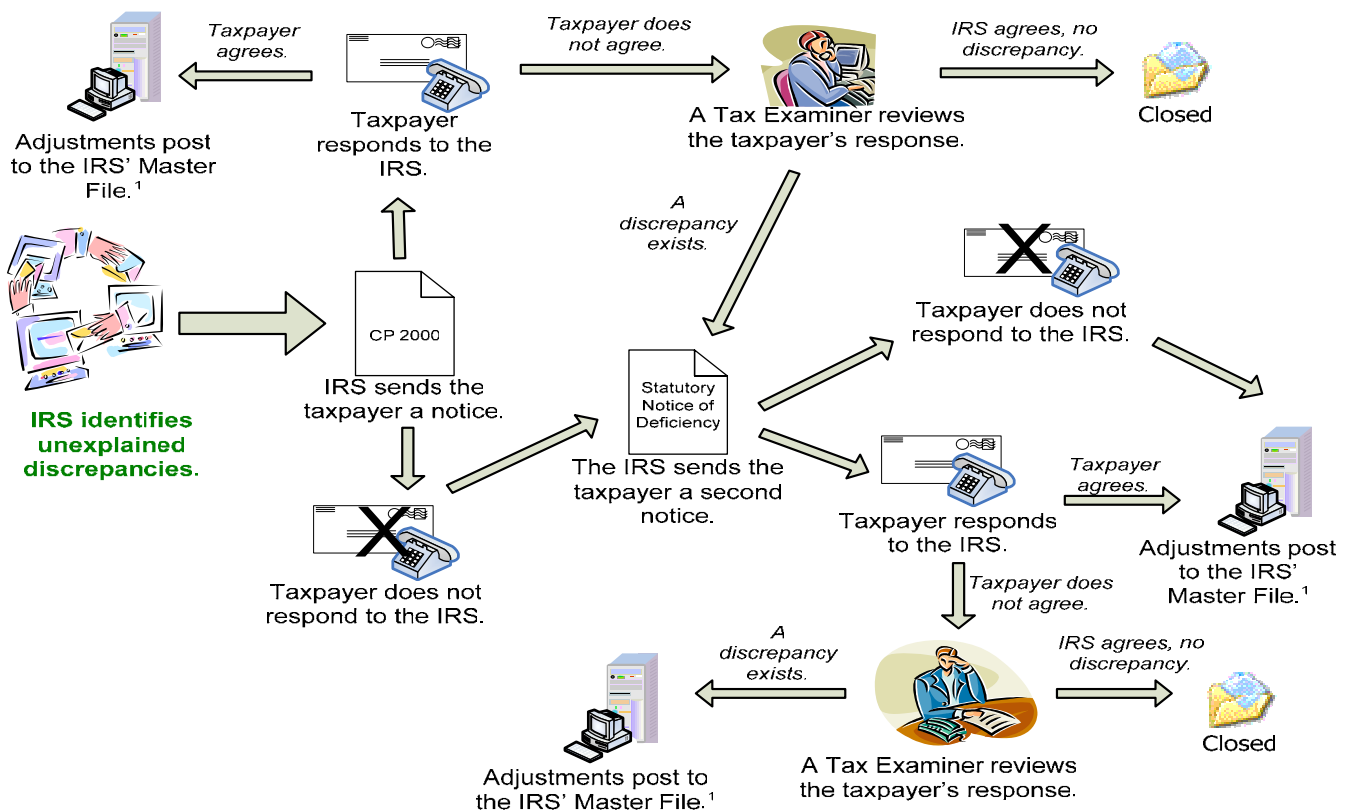 Taxpayer
agrees.
Taxpayer does
not agree.
IRS agrees, no
discrepancy.
Adjustments post
to the IRS' Master
File.¹
Taxpayer
responds to the
IRS.
A Tax Examiner reviews
the taxpayer's response.
Closed
A
discrepancy
exists.
CP 2000
IRS sends the
taxpayer a notice.
IRS identifies
unexplained
discrepancies.
Taxpayer does not
respond to the IRS.
Statutory
Notice of
Deficiency
The IRS sends the
taxpayer a second
notice.
Taxpayer does not
respond to the IRS.
Taxpayer responds
to the IRS.
Taxpayer
agrees.
Adjustments post
to the IRS'
Master File.¹
Taxpayer does
not agree.
A
discrepancy
exists.
IRS agrees, no
discrepancy.
Adjustments post to
the IRS' Master File.¹
A Tax Examiner reviews
the taxpayer's response.
Closed